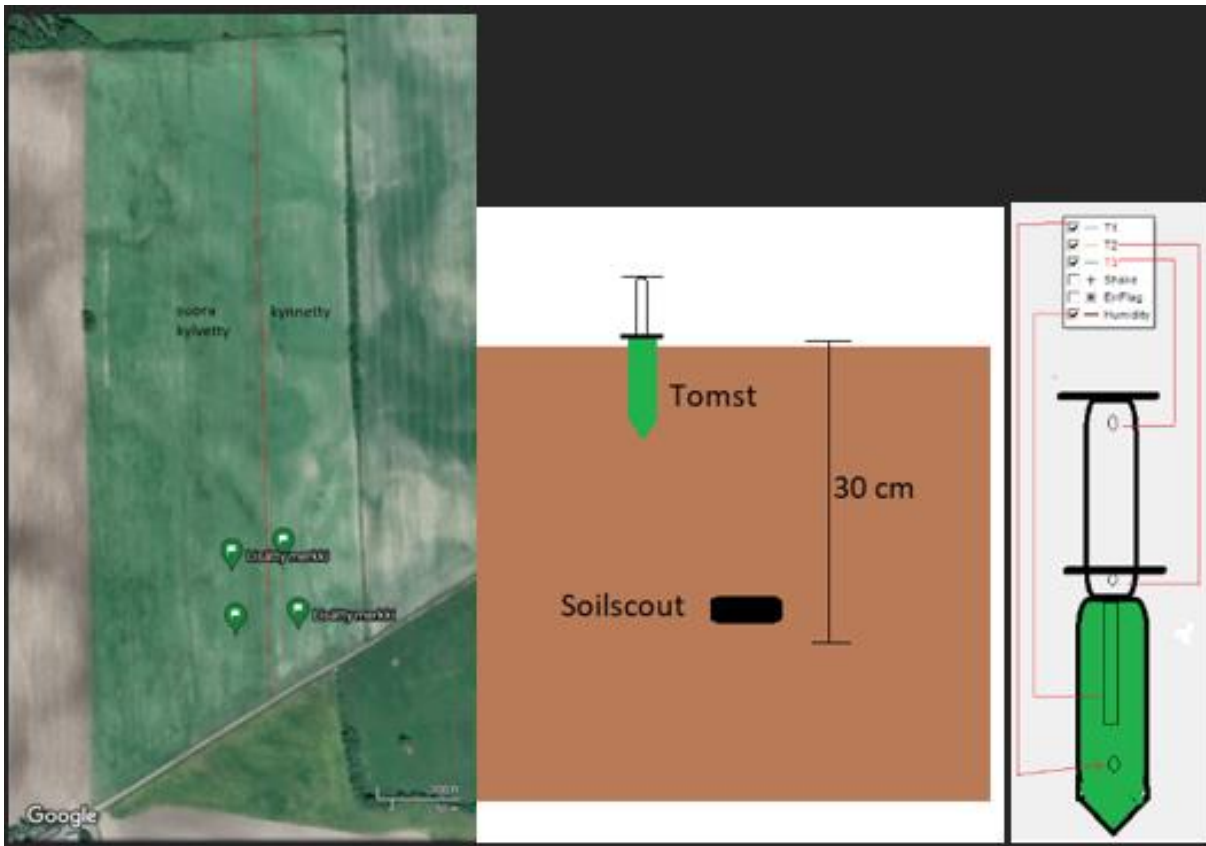 suora
kylvetty
kynnetty
Lisätty merkki
Lisätty merkki
Google
Tomst
30 cm
Soilscout
T1
T2
T3
Shake
ErrFlag
Humidity